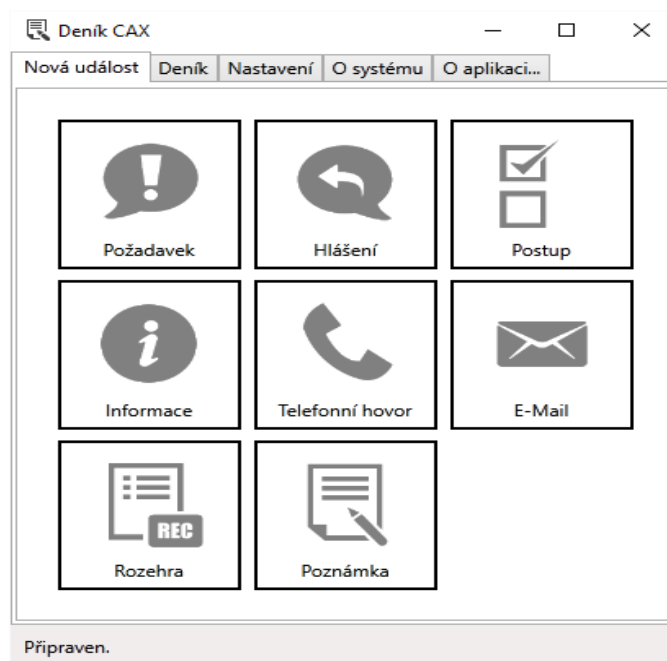 Deník CAX
Nová událost Deník Nastavení O systému O aplikaci...
Požadavek Hlášení Postup
Informace Telefonní hovor E-Mail
REC
Rozehra Poznámka
Připraven.